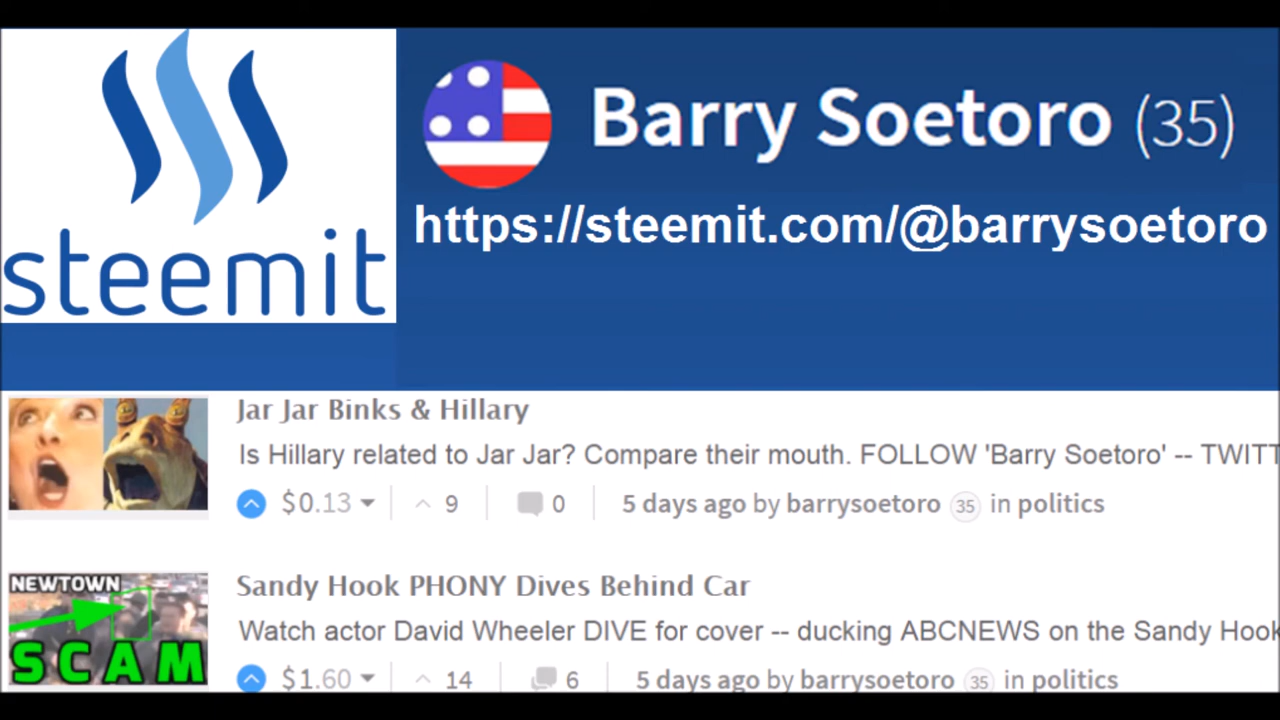 steemit
Barry Soetoro (35)
https://steemit.com/@barrysoetoro
Jar Jar Binks & Hillary
Is Hillary related to Jar Jar? Compare their mouth. FOLLOW 'Barry Soetoro' -- TWITT
$0.13 9 0 5 days ago by barrysoetoro 35 in politics
NEWTOWN
SCAM
Sandy Hook PHONY Dives Behind Car
Watch actor David Wheeler DIVE for cover -- ducking ABCNEWS on the Sandy Hook
$1.60 14 6 5 days ago by barrysoetoro 35 in politics